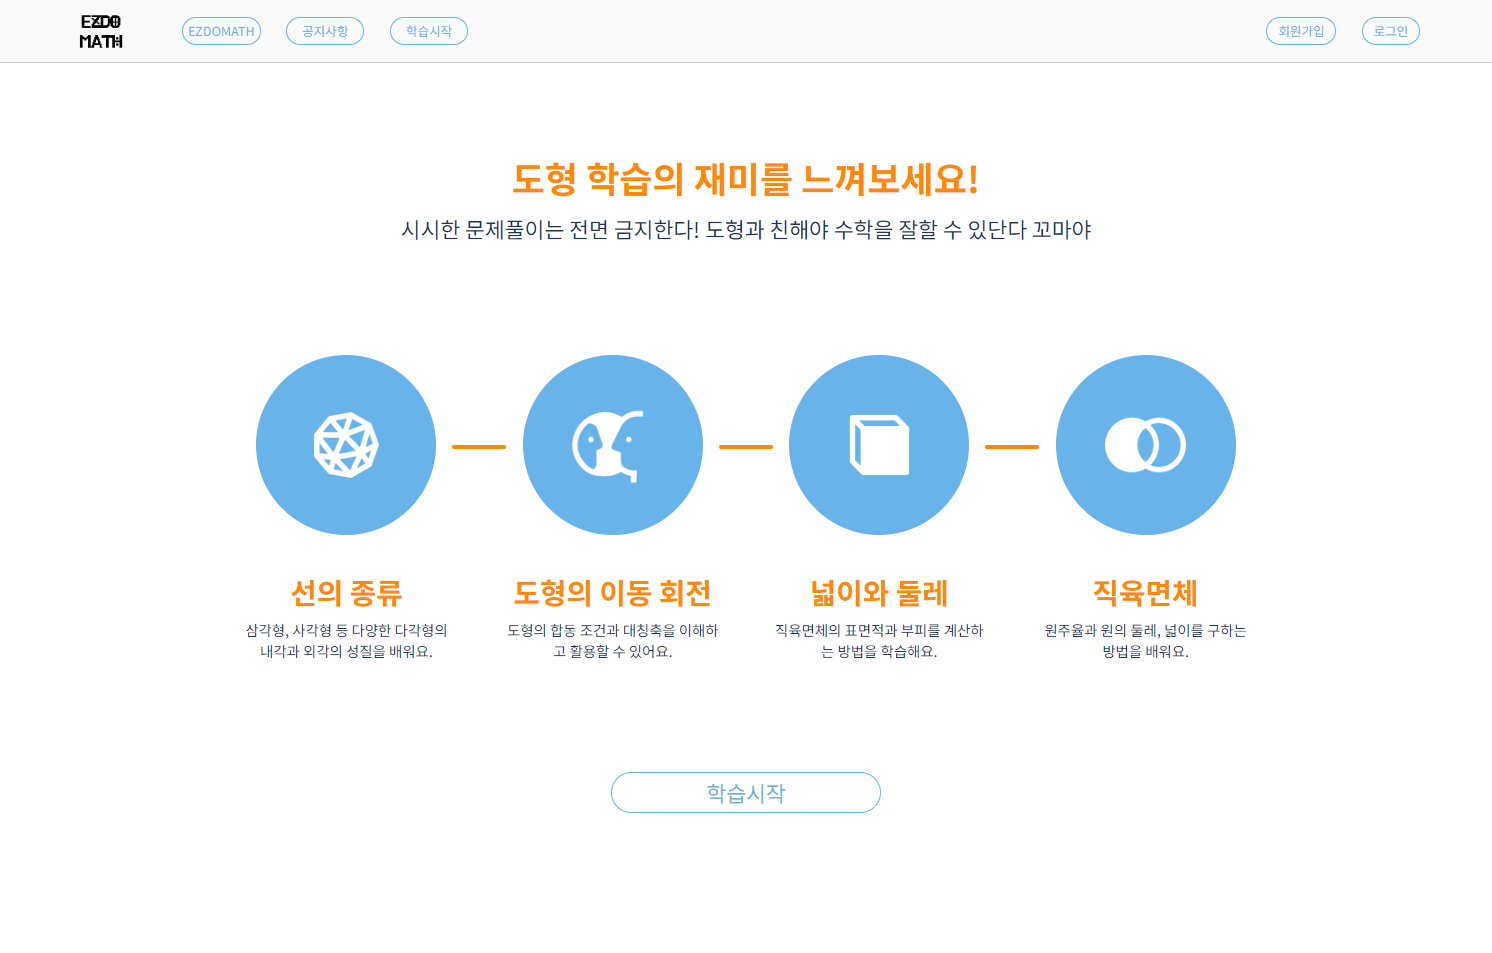 EZDO
MATH
EZDOMATH
공지사항
학습시작
회원가입
로그인
도형 학습의 재미를 느껴보세요!
시시한 문제풀이는 전면 금지한다! 도형과 친해야 수학을 잘할 수 있단다 꼬마야
선의 종류
삼각형, 사각형 등 다양한 다각형의
내각과 외각의 성질을 배워요.
도형의 이동 회전
도형의 합동 조건과 대칭축을 이해하
고 활용할 수 있어요.
넓이와 둘레
직육면체의 표면적과 부피를 계산하
는 방법을 학습해요.
직육면체
원주율과 원의 둘레, 넓이를 구하는
방법을 배워요.
학습시작